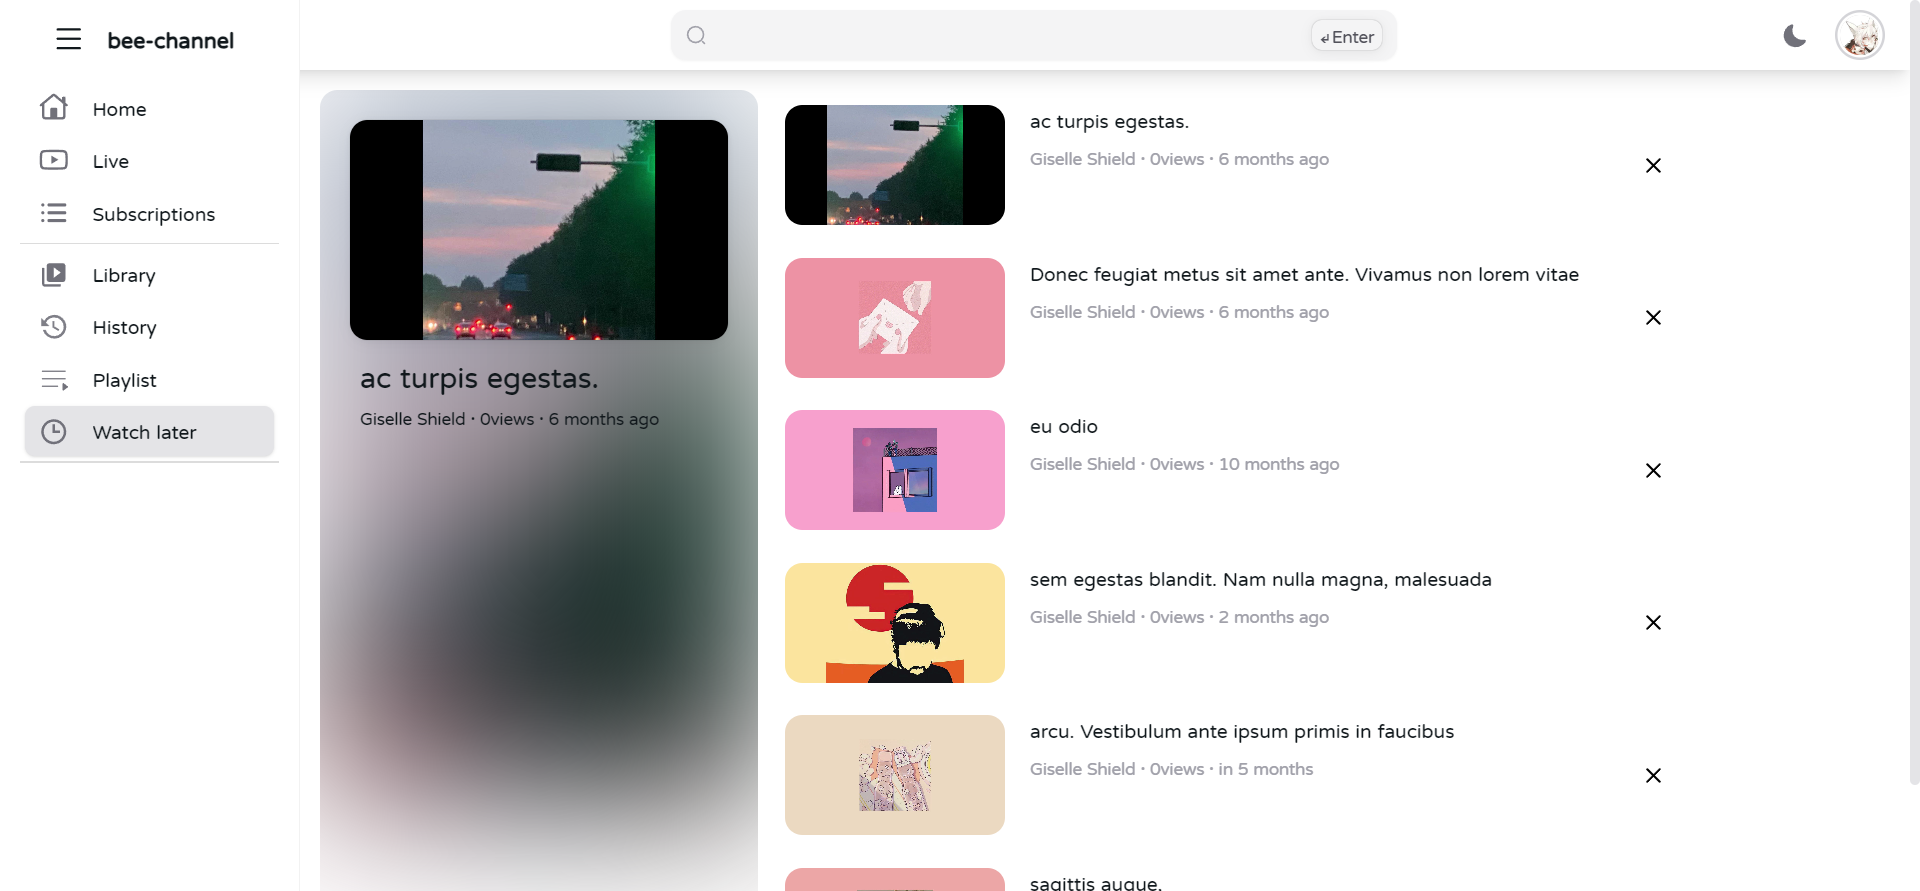 bee-channel
Enter
Home
Live
Subscriptions
Library
History
Playlist
Watch later
ac turpis egestas.
Giselle Shield · 0views · 6 months ago
ac turpis egestas.
Giselle Shield · 0views · 6 months ago
Donec feugiat metus sit amet ante. Vivamus non lorem vitae
Giselle Shield · 0views · 6 months ago
eu odio
Giselle Shield · 0views · 10 months ago
sem egestas blandit. Nam nulla magna, malesuada
Giselle Shield · 0views · 2 months ago
arcu. Vestibulum ante ipsum primis in faucibus
Giselle Shield · 0views · in 5 months
sagittis augue,